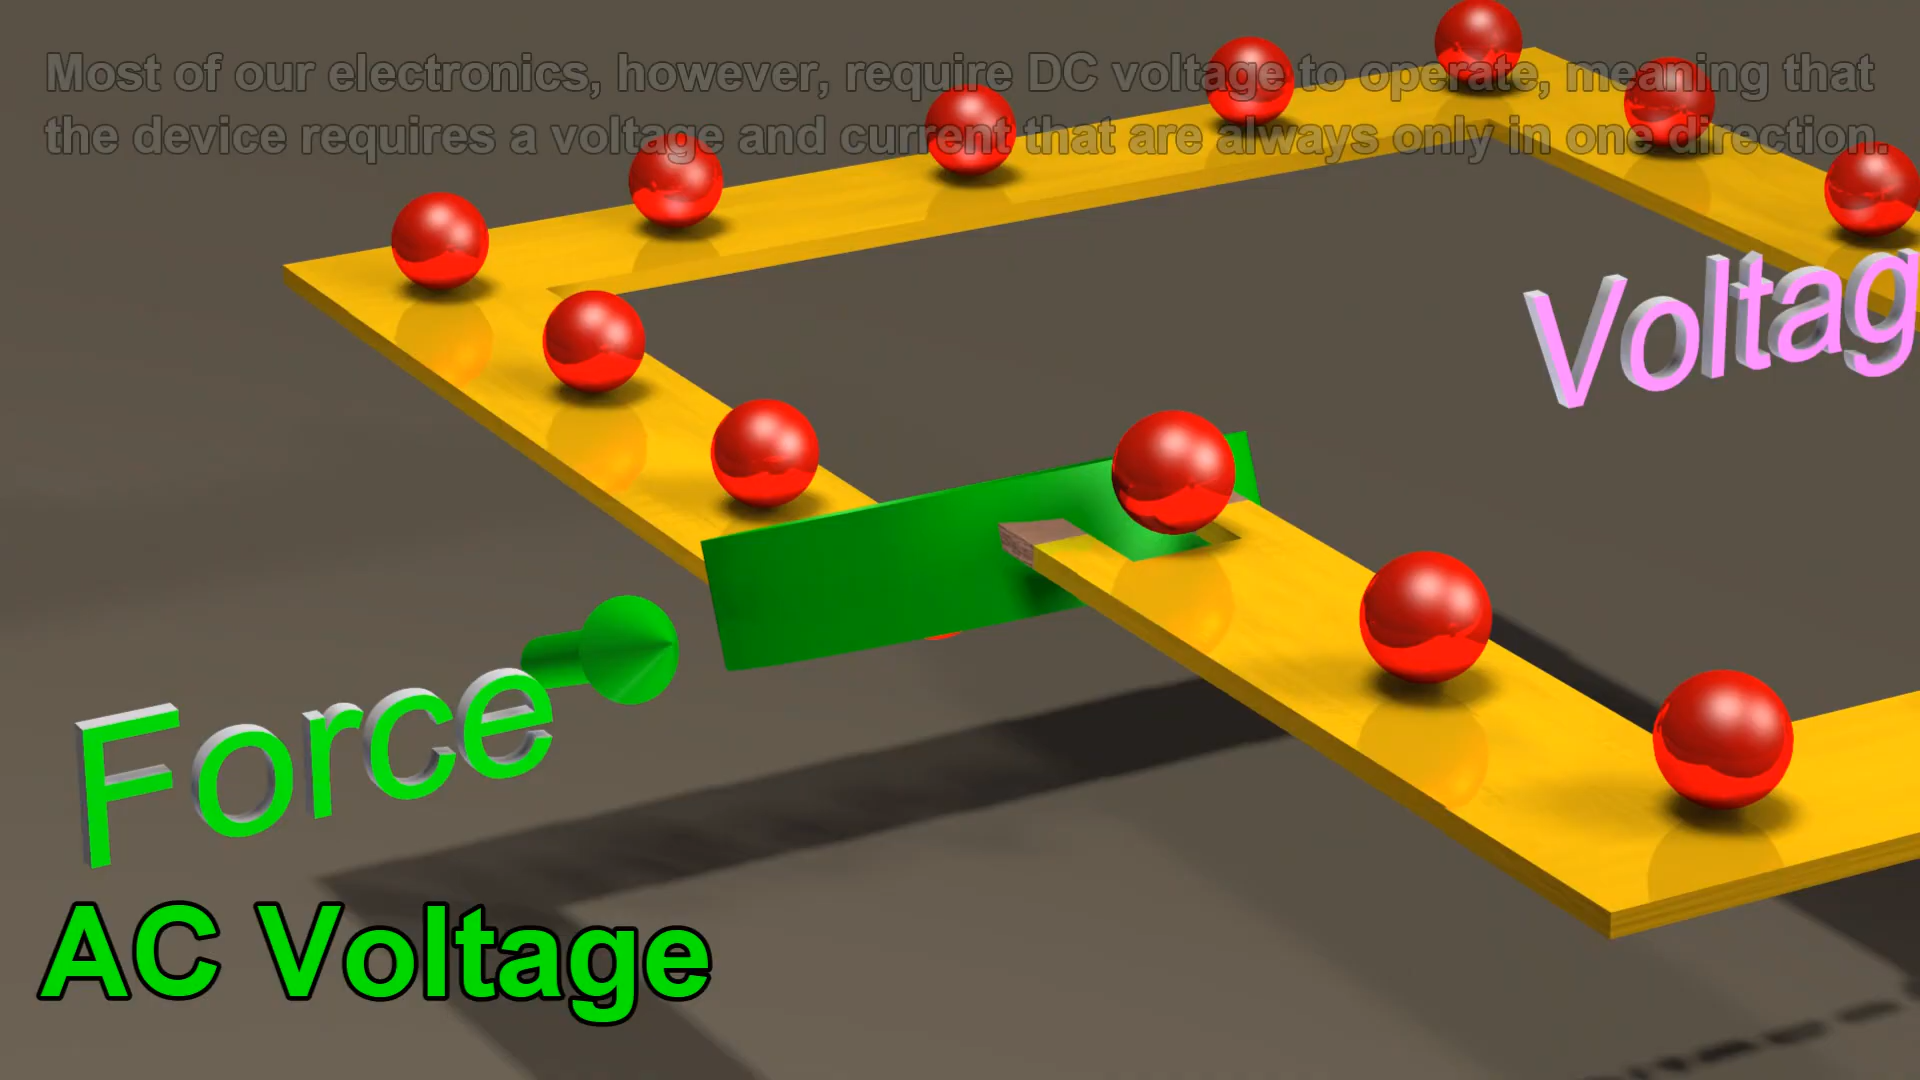 Most of our electronics, however, require DC voltage to operate, meaning that
the device requires a voltage and current that are always only in one direction.
Voltag
Force
AC Voltage